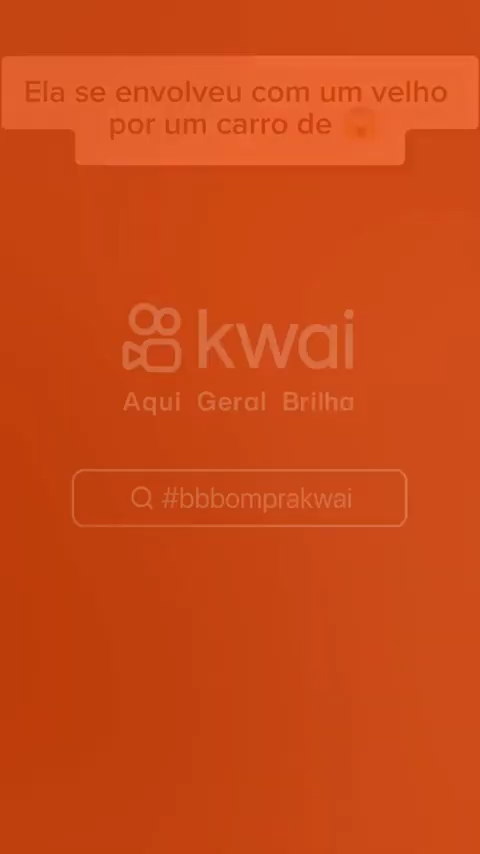 Ela se envolveu com um velho
por um carro de 😱
kwai
Aqui Geral Brilha
#bbbomprakwai